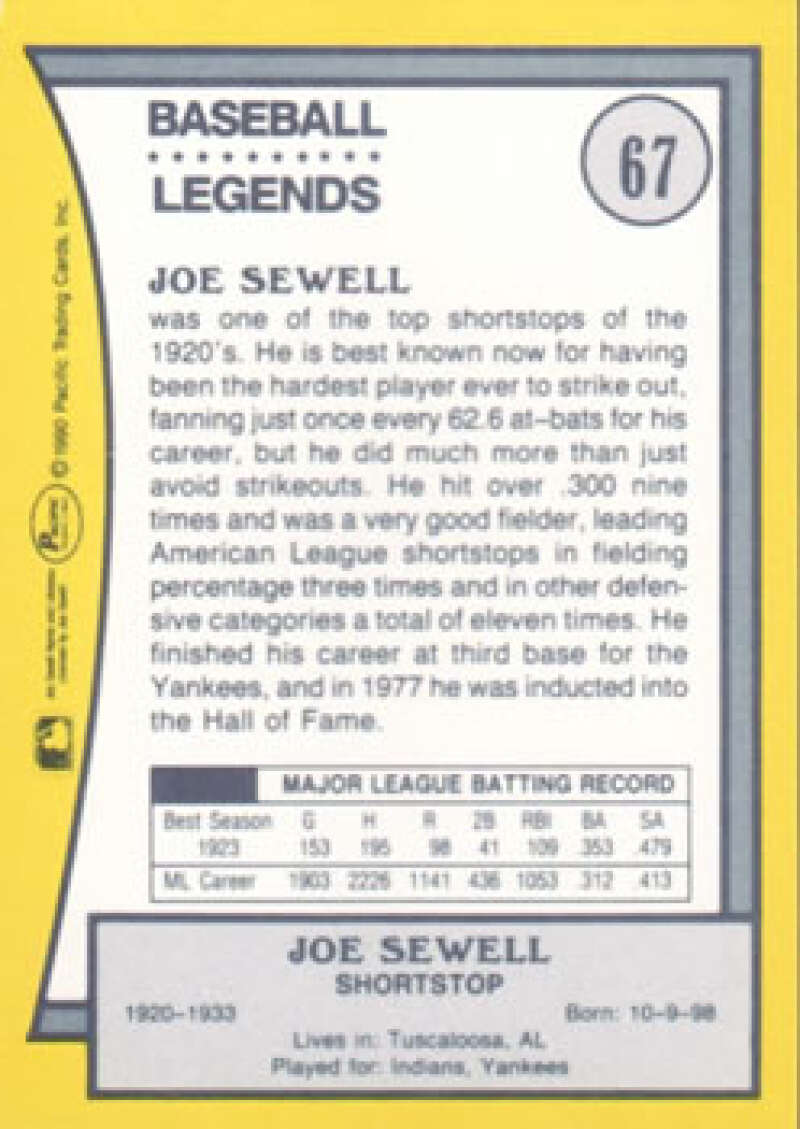 BASEBALL
LEGENDS
67
JOE SEWELL
was one of the top shortstops of the
1920's. He is best known now for having
been the hardest player ever to strike out,
fanning just once every 62.6 at-bats for his
career, but he did much more than just
avoid strikeouts. He hit over .300 nine
times and was a very good fielder, leading
American League shortstops in fielding
percentage three times and in other defen-
sive categories a total of eleven times. He
finished his career at third base for the
Yankees, and in 1977 he was inducted into
the Hall of Fame.
MAJOR LEAGUE BATTING RECORD
Best Season G H R 2B RBI BA SA
1923 153 195 98 41 109 .353 .479
ML Career 1903 2226 1141 436 1053 .312 .413
JOE SEWELL
SHORTSTOP
1920-1933 Born: 10-9-98
Lives in: Tuscaloosa, AL
Played for: Indians, Yankees
© 1990 Pacific Trading Cards, Inc.
Pacific